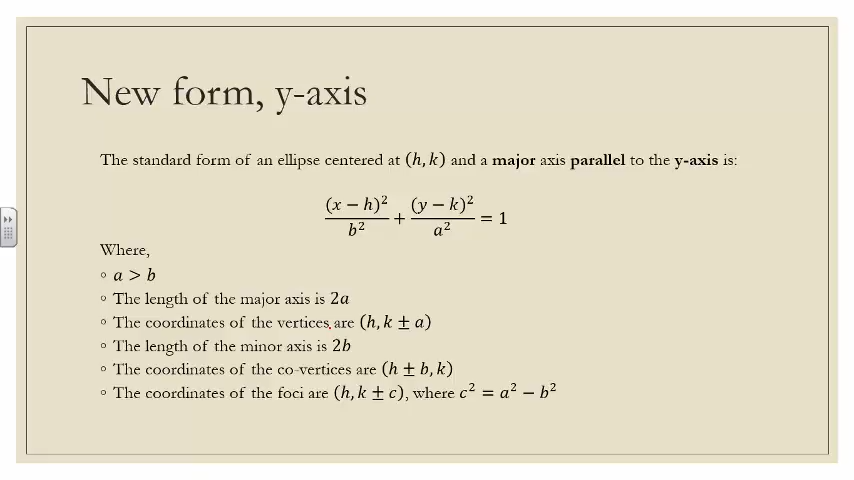 New form, y-axis
The standard form of an ellipse centered at (h, k) and a major axis parallel to the y-axis is:
(x − h)²/b² + (y − k)²/a² = 1
Where,
◦ a > b
◦ The length of the major axis is 2a
◦ The coordinates of the vertices are (h, k ± a)
◦ The length of the minor axis is 2b
◦ The coordinates of the co-vertices are (h ± b, k)
◦ The coordinates of the foci are (h, k ± c), where c² = a² − b²